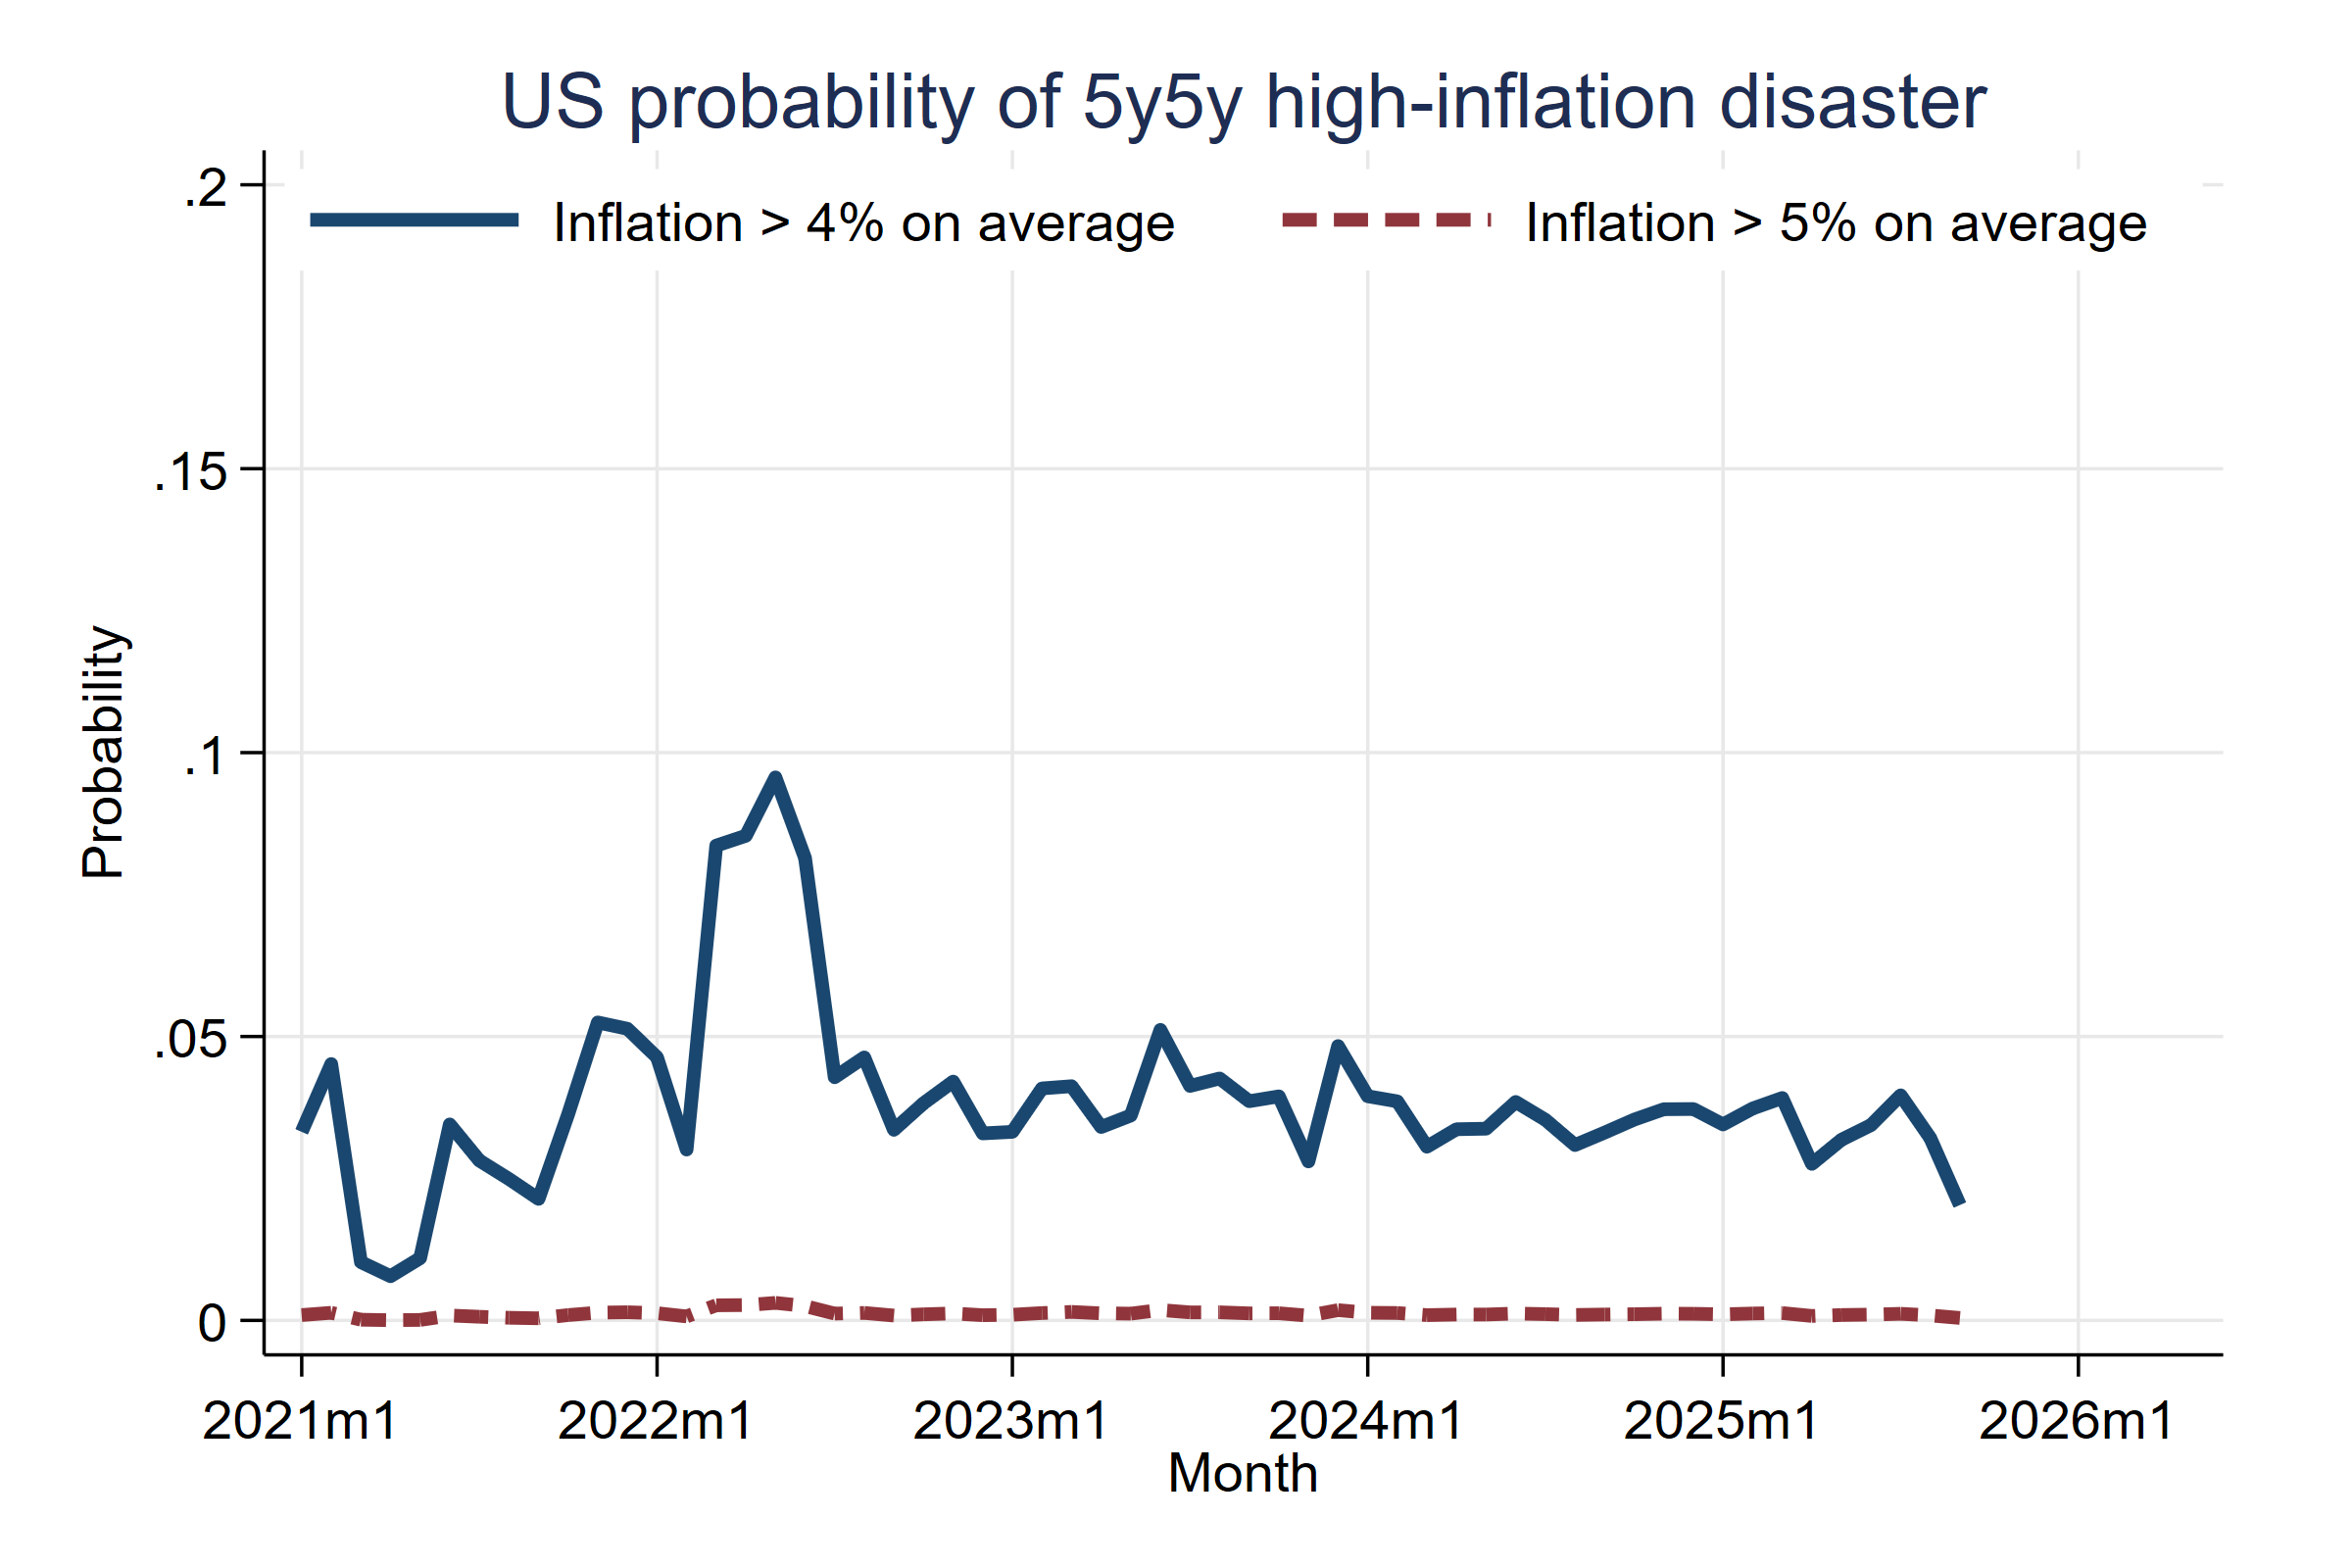 US probability of 5y5y high-inflation disaster
Inflation > 4% on average
Inflation > 5% on average
.2
.15
.1
.05
0
Probability
2021m1
2022m1
2023m1
2024m1
2025m1
2026m1
Month